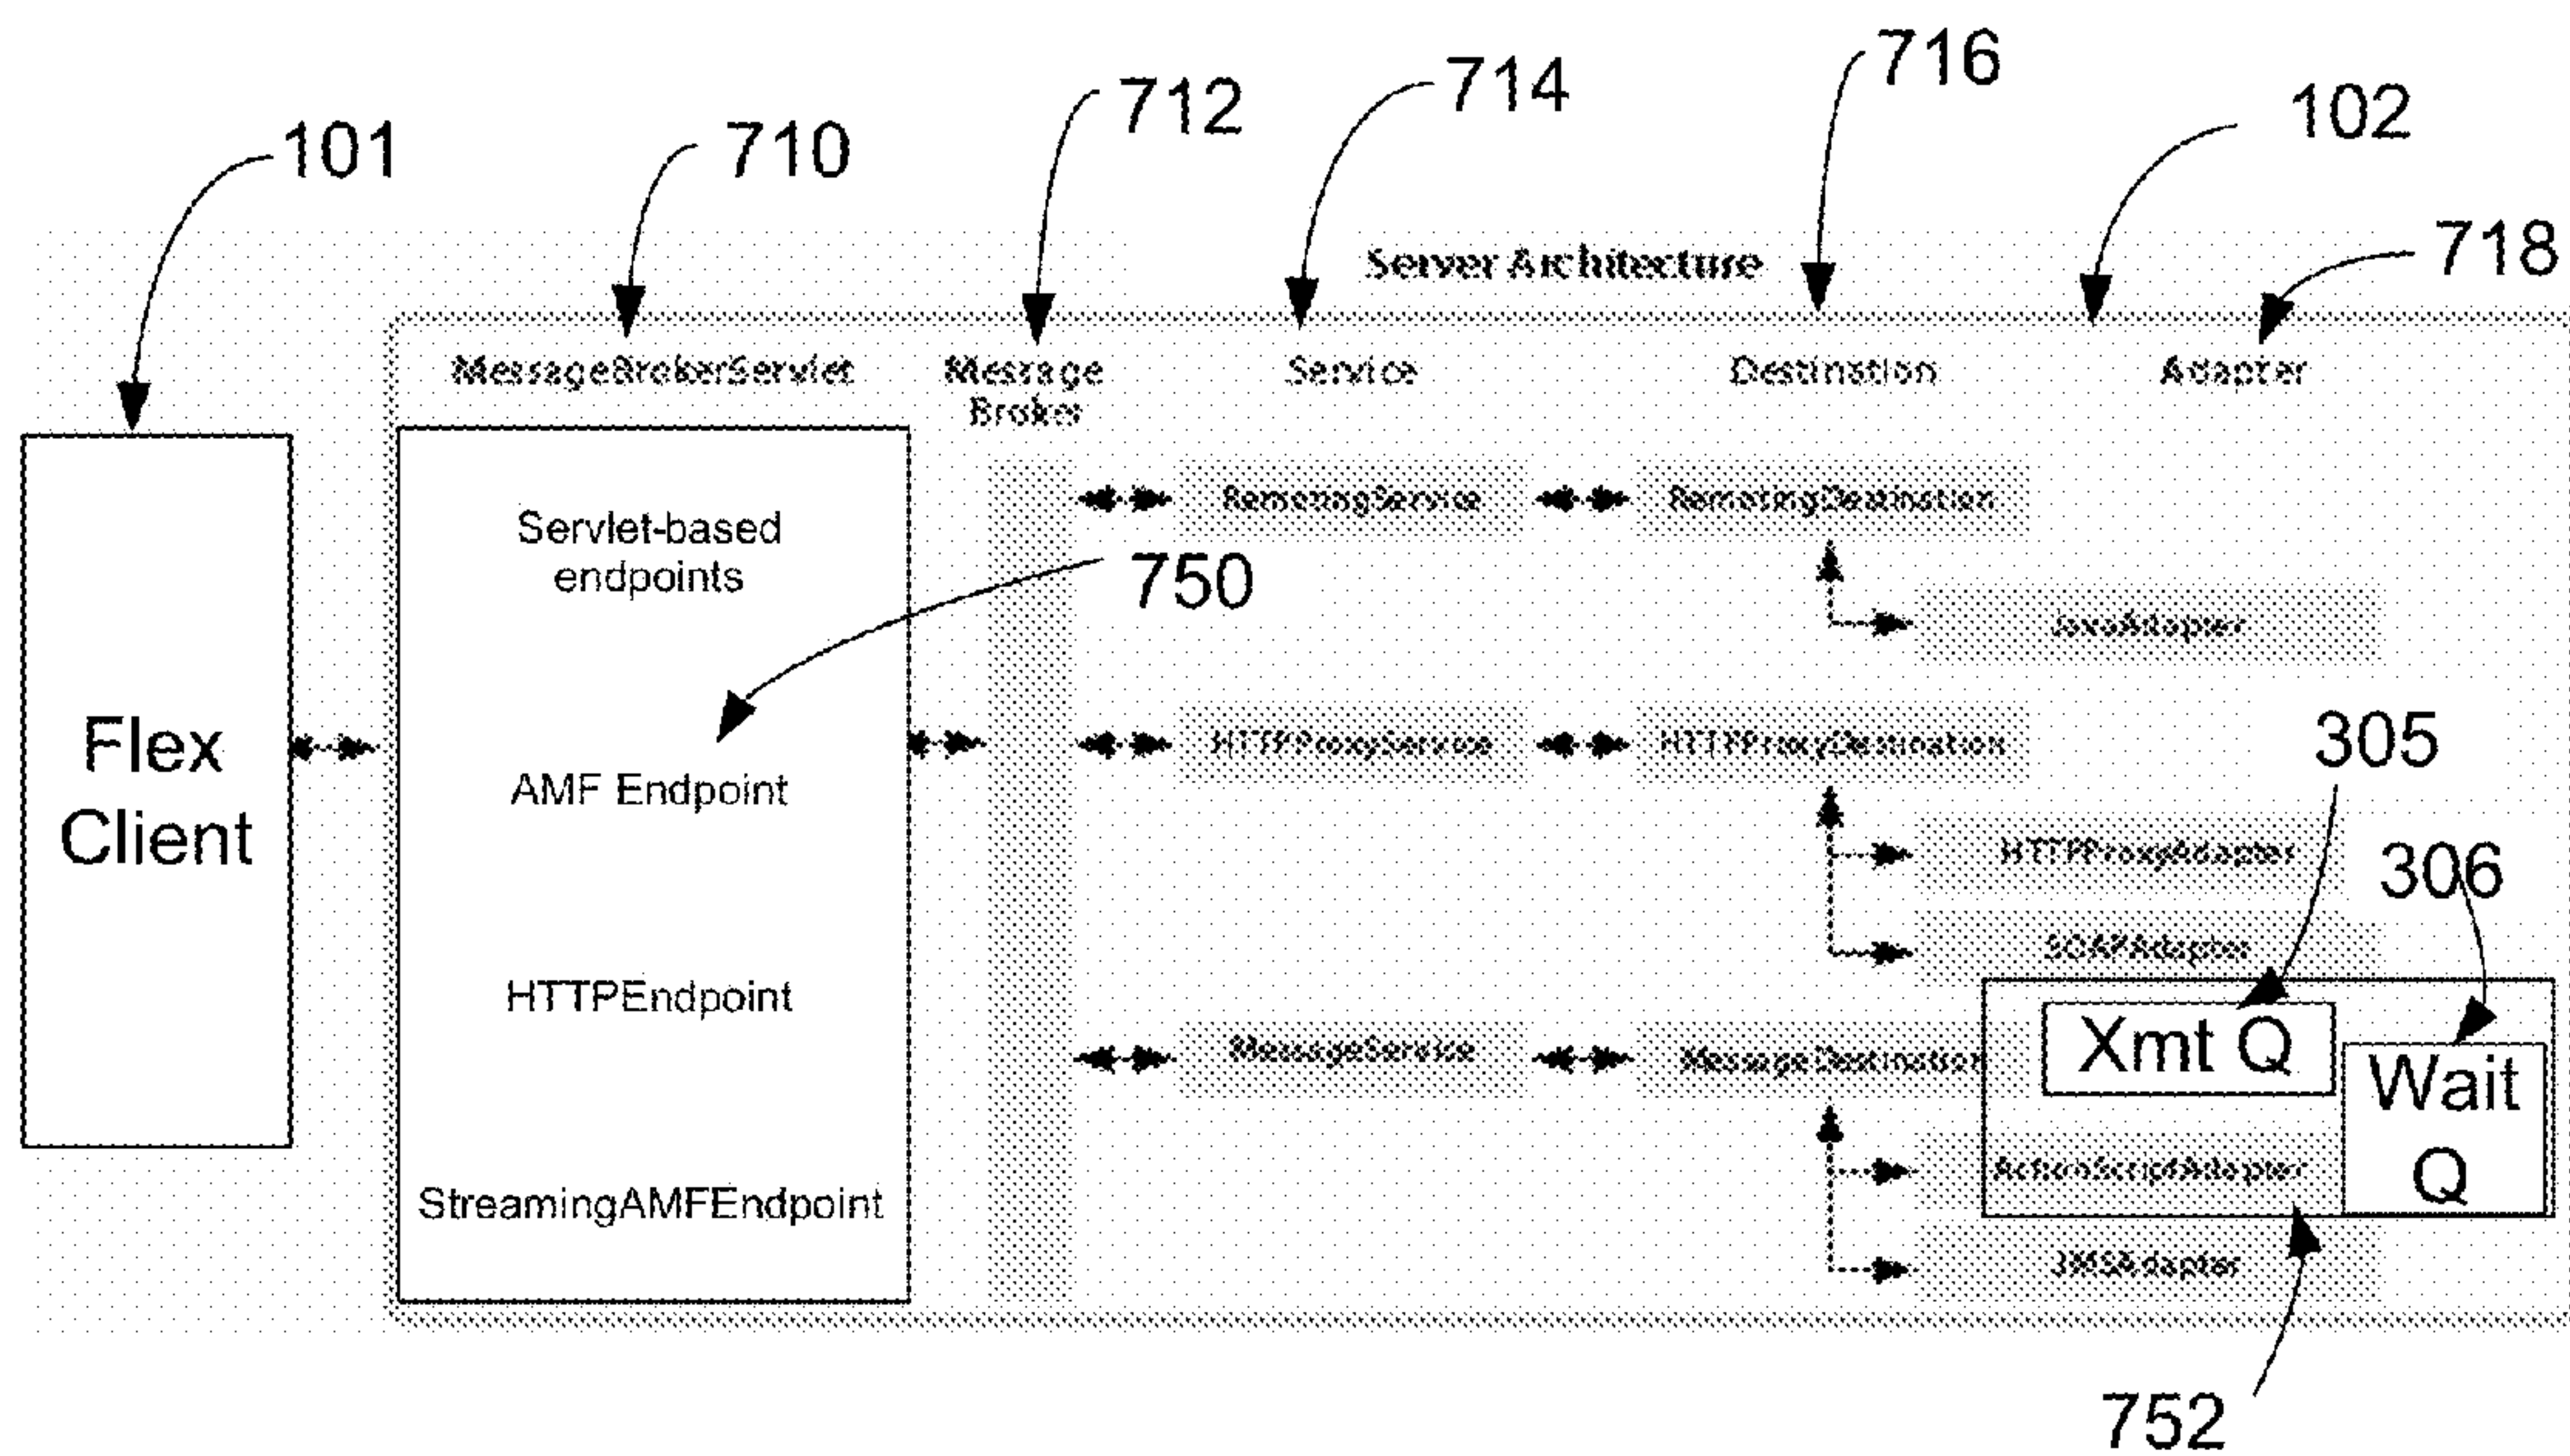 101
710
712
714
716
102
718
Server Architecture
MessageBrokerServlet
Message
Broker
Service
Destination
Adapter
Flex
Client
Servlet-based
endpoints
AMF Endpoint
HTTPEndpoint
StreamingAMFEndpoint
750
RemotingService
RemotingDestination
JavaAdapter
HTTPProxyService
HTTPProxyDestination
305
HTTPProxyAdapter
306
SOAPAdapter
MessageService
MessageDestination
Xmt Q
Wait
Q
ActionScriptAdapter
JMSAdapter
752